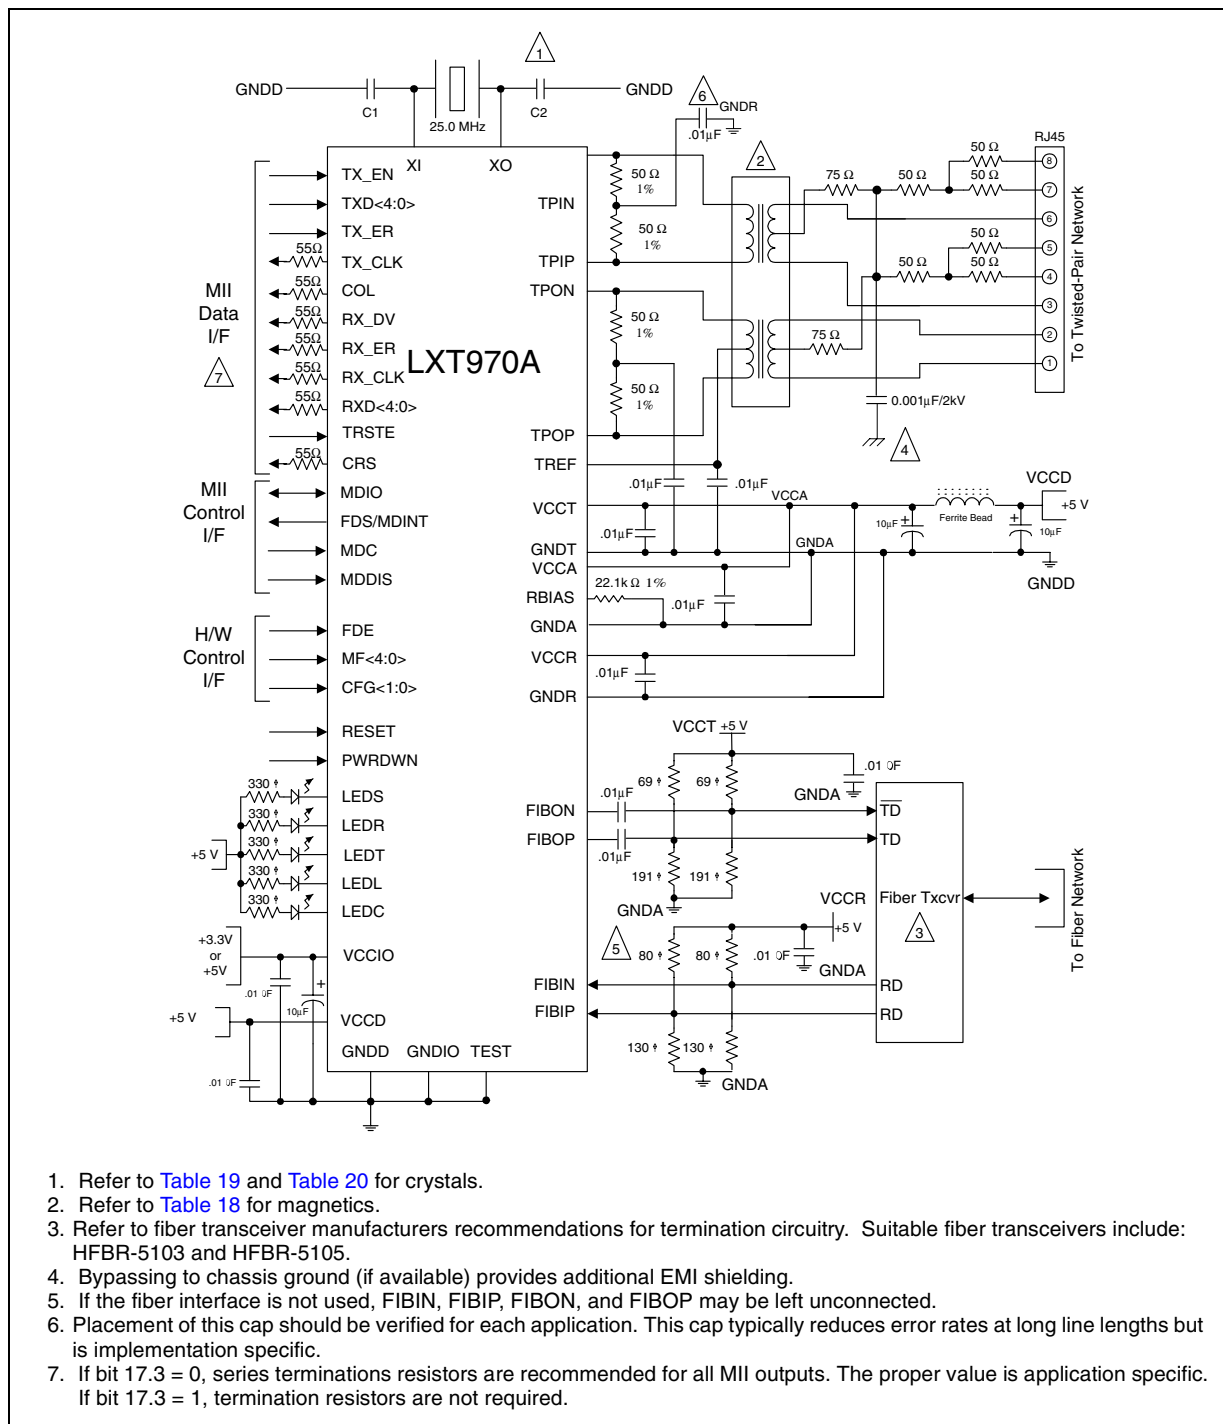 GNDD
C1
25.0 MHz
1
C2
GNDD
6
GNDR
.01µF
RJ45
XI
XO
LXT970A
MII
Data
I/F
7
TX_EN
TXD<4:0>
TX_ER
55Ω TX_CLK
55Ω COL
55Ω RX_DV
55Ω RX_ER
55Ω RX_CLK
55Ω RXD<4:0>
TRSTE
55Ω CRS
MII
Control
I/F
MDIO
FDS/MDINT
MDC
MDDIS
H/W
Control
I/F
FDE
MF<4:0>
CFG<1:0>
RESET
PWRDWN
330 ϕ LEDS
330 ϕ LEDR
330 ϕ LEDT
330 ϕ LEDL
330 ϕ LEDC
+5 V
+3.3V
or
+5V
VCCIO
.01 0F
10µF
+
+5 V
VCCD
.01 0F
GNDD GNDIO TEST
TPIN
50 Ω
1%
50 Ω
1%
TPIP
TPON
50 Ω
1%
50 Ω
1%
TPOP
TREF
.01µF
.01µF
2
75 Ω
50 Ω
50 Ω
50 Ω
50 Ω
50 Ω
50 Ω
75 Ω
8
7
6
5
4
3
2
1
To Twisted-Pair Network
0.001µF/2kV
4
VCCT
VCCA
.01µF
10µF
+
Ferrite Bead
+
10µF
VCCD
+5 V
GNDT
GNDA
GNDD
VCCA
RBIAS
22.1k Ω 1%
.01µF
GNDA
VCCR
.01µF
GNDR
VCCT +5 V
69 ϕ
69 ϕ
.01 0F
GNDA
FIBON
.01µF
FIBOP
.01µF
191 ϕ
191 ϕ
GNDA
TD
TD
Fiber Txcvr
3
RD
RD
To Fiber Network
VCCR
+5 V
5
80 ϕ
80 ϕ
.01 0F
GNDA
FIBIN
FIBIP
130 ϕ
130 ϕ
GNDA
1. Refer to Table 19 and Table 20 for crystals.
2. Refer to Table 18 for magnetics.
3. Refer to fiber transceiver manufacturers recommendations for termination circuitry. Suitable fiber transceivers include:
HFBR-5103 and HFBR-5105.
4. Bypassing to chassis ground (if available) provides additional EMI shielding.
5. If the fiber interface is not used, FIBIN, FIBIP, FIBON, and FIBOP may be left unconnected.
6. Placement of this cap should be verified for each application. This cap typically reduces error rates at long line lengths but
is implementation specific.
7. If bit 17.3 = 0, series terminations resistors are recommended for all MII outputs. The proper value is application specific.
If bit 17.3 = 1, termination resistors are not required.